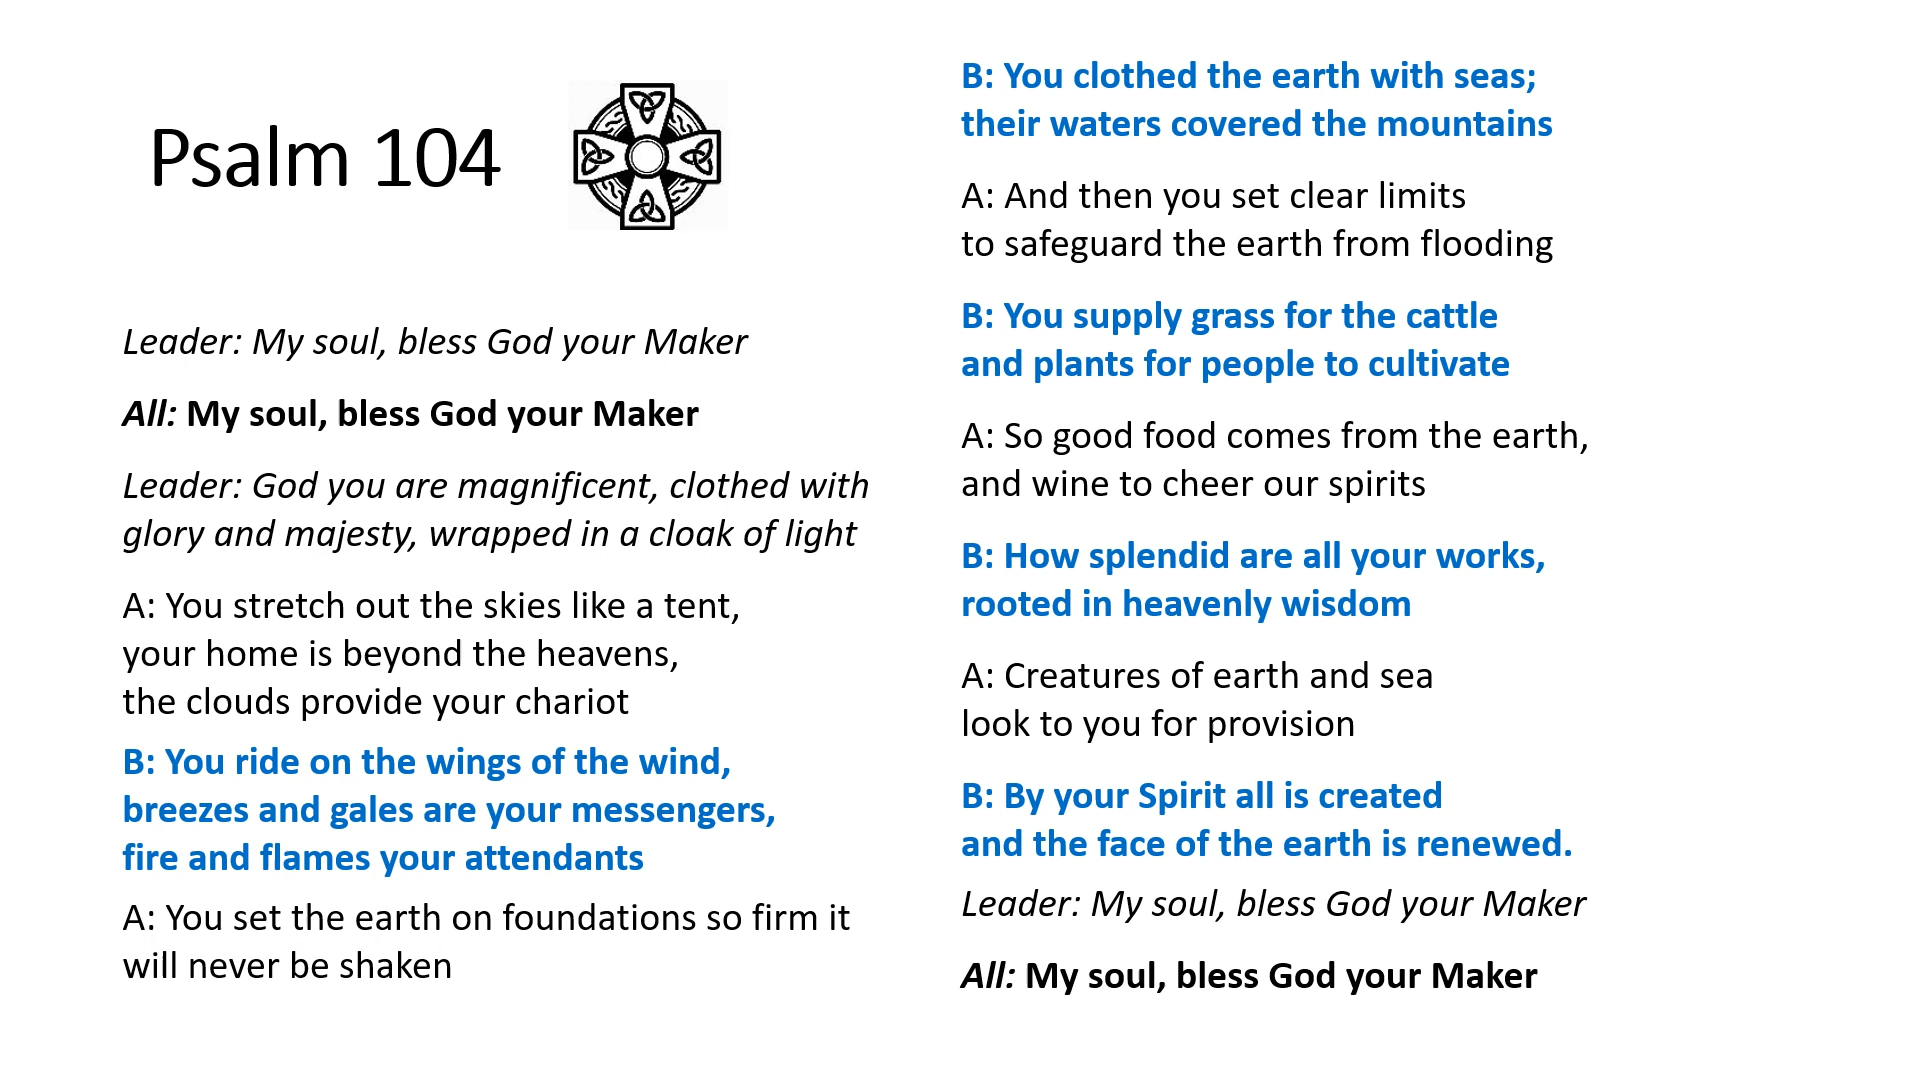 Psalm 104
Leader: My soul, bless God your Maker
All: My soul, bless God your Maker
Leader: God you are magnificent, clothed with
glory and majesty, wrapped in a cloak of light
A: You stretch out the skies like a tent,
your home is beyond the heavens,
the clouds provide your chariot
B: You ride on the wings of the wind,
breezes and gales are your messengers,
fire and flames your attendants
A: You set the earth on foundations so firm it
will never be shaken
B: You clothed the earth with seas;
their waters covered the mountains
A: And then you set clear limits
to safeguard the earth from flooding
B: You supply grass for the cattle
and plants for people to cultivate
A: So good food comes from the earth,
and wine to cheer our spirits
B: How splendid are all your works,
rooted in heavenly wisdom
A: Creatures of earth and sea
look to you for provision
B: By your Spirit all is created
and the face of the earth is renewed.
Leader: My soul, bless God your Maker
All: My soul, bless God your Maker